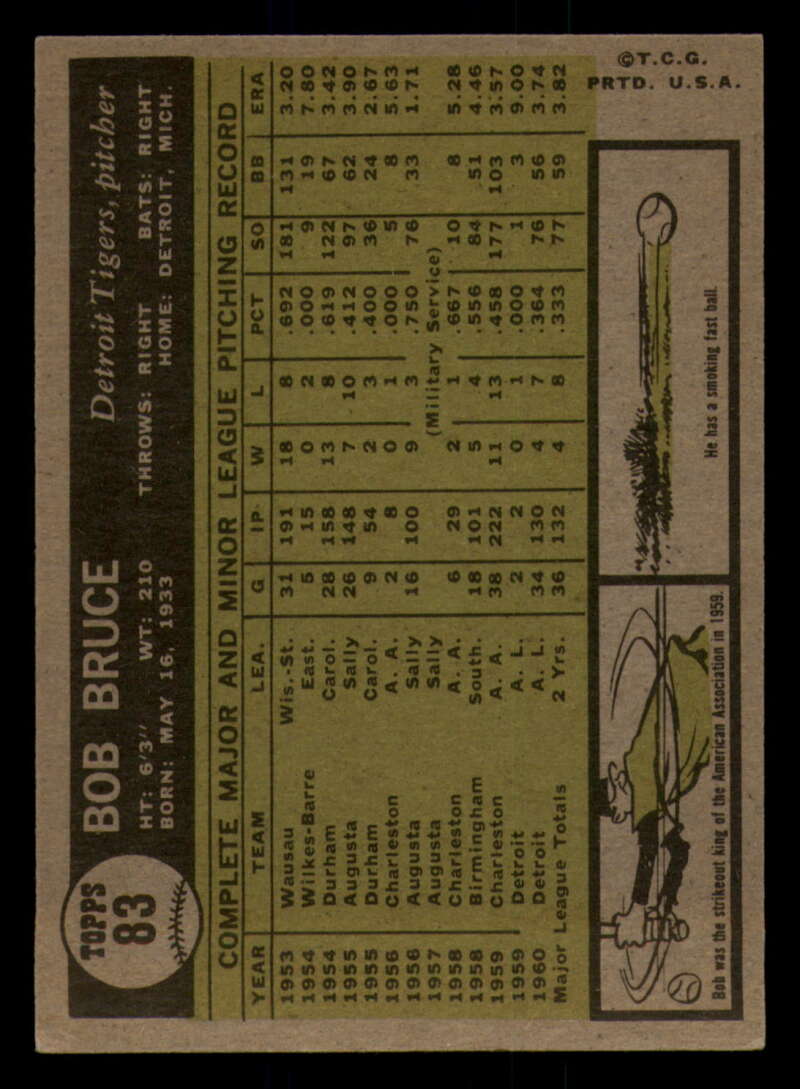 TOPPS
83
BOB BRUCE
Detroit Tigers, pitcher
HT: 6'3" WT: 210 THROWS: RIGHT BATS: RIGHT
BORN: MAY 16, 1933 HOME: DETROIT, MICH.
COMPLETE MAJOR AND MINOR LEAGUE PITCHING RECORD
YEAR TEAM LEA. G IP W L PCT SO BB ERA
1953 Wausau Wis.-St. 31 191 18 8 .692 181 131 3.20
1954 Wilkes-Barre East. 5 15 0 2 .000 9 19 7.80
1954 Durham Carol. 28 158 13 8 .619 122 67 3.42
1955 Augusta Sally 26 148 7 10 .412 97 62 3.90
1955 Durham Carol. 9 54 2 3 .400 36 24 2.67
1956 Charleston A. A. 2 8 0 1 .000 5 8 5.63
1956 Augusta Sally 16 100 9 3 .750 76 33 1.71
1957 Augusta Sally (Military Service)
1958 Charleston A. A. 6 29 2 1 .667 10 8 5.28
1958 Birmingham South. 18 101 5 4 .556 84 51 4.46
1959 Charleston A. A. 38 222 11 13 .458 177 103 3.57
1959 Detroit A. L. 2 2 0 1 .000 1 3 9.00
1960 Detroit A. L. 34 130 4 7 .364 76 56 3.74
Major League Totals 2 Yrs. 36 132 4 8 .333 77 59 3.82
Bob was the strikeout king of the American Association in 1959.
He has a smoking fast ball.
©T.C.G.
PRTD. U.S.A.